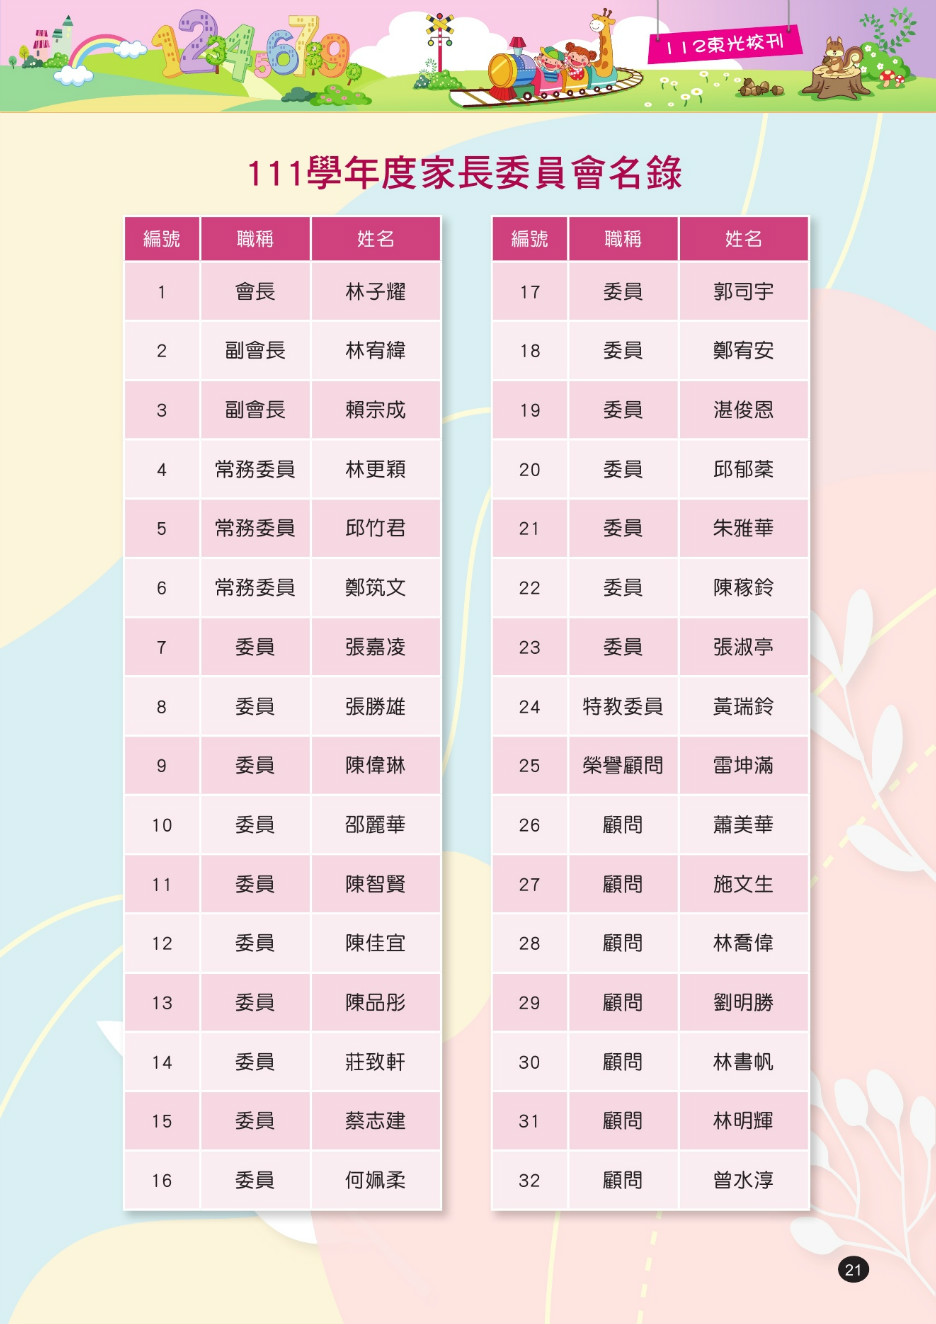 112東光校刊
111學年度家長委員會名錄
編號 職稱 姓名
1 會長 林子耀
2 副會長 林宥緯
3 副會長 賴宗成
4 常務委員 林更穎
5 常務委員 邱竹君
6 常務委員 鄭筑文
7 委員 張嘉凌
8 委員 張勝雄
9 委員 陳偉琳
10 委員 邵麗華
11 委員 陳智賢
12 委員 陳佳宜
13 委員 陳品彤
14 委員 莊致軒
15 委員 蔡志建
16 委員 何姵柔
編號 職稱 姓名
17 委員 郭司宇
18 委員 鄭宥安
19 委員 湛俊恩
20 委員 邱郁棻
21 委員 朱雅華
22 委員 陳稼鈴
23 委員 張淑亭
24 特教委員 黃瑞鈴
25 榮譽顧問 雷坤滿
26 顧問 蕭美華
27 顧問 施文生
28 顧問 林喬偉
29 顧問 劉明勝
30 顧問 林書帆
31 顧問 林明輝
32 顧問 曾水淳
21